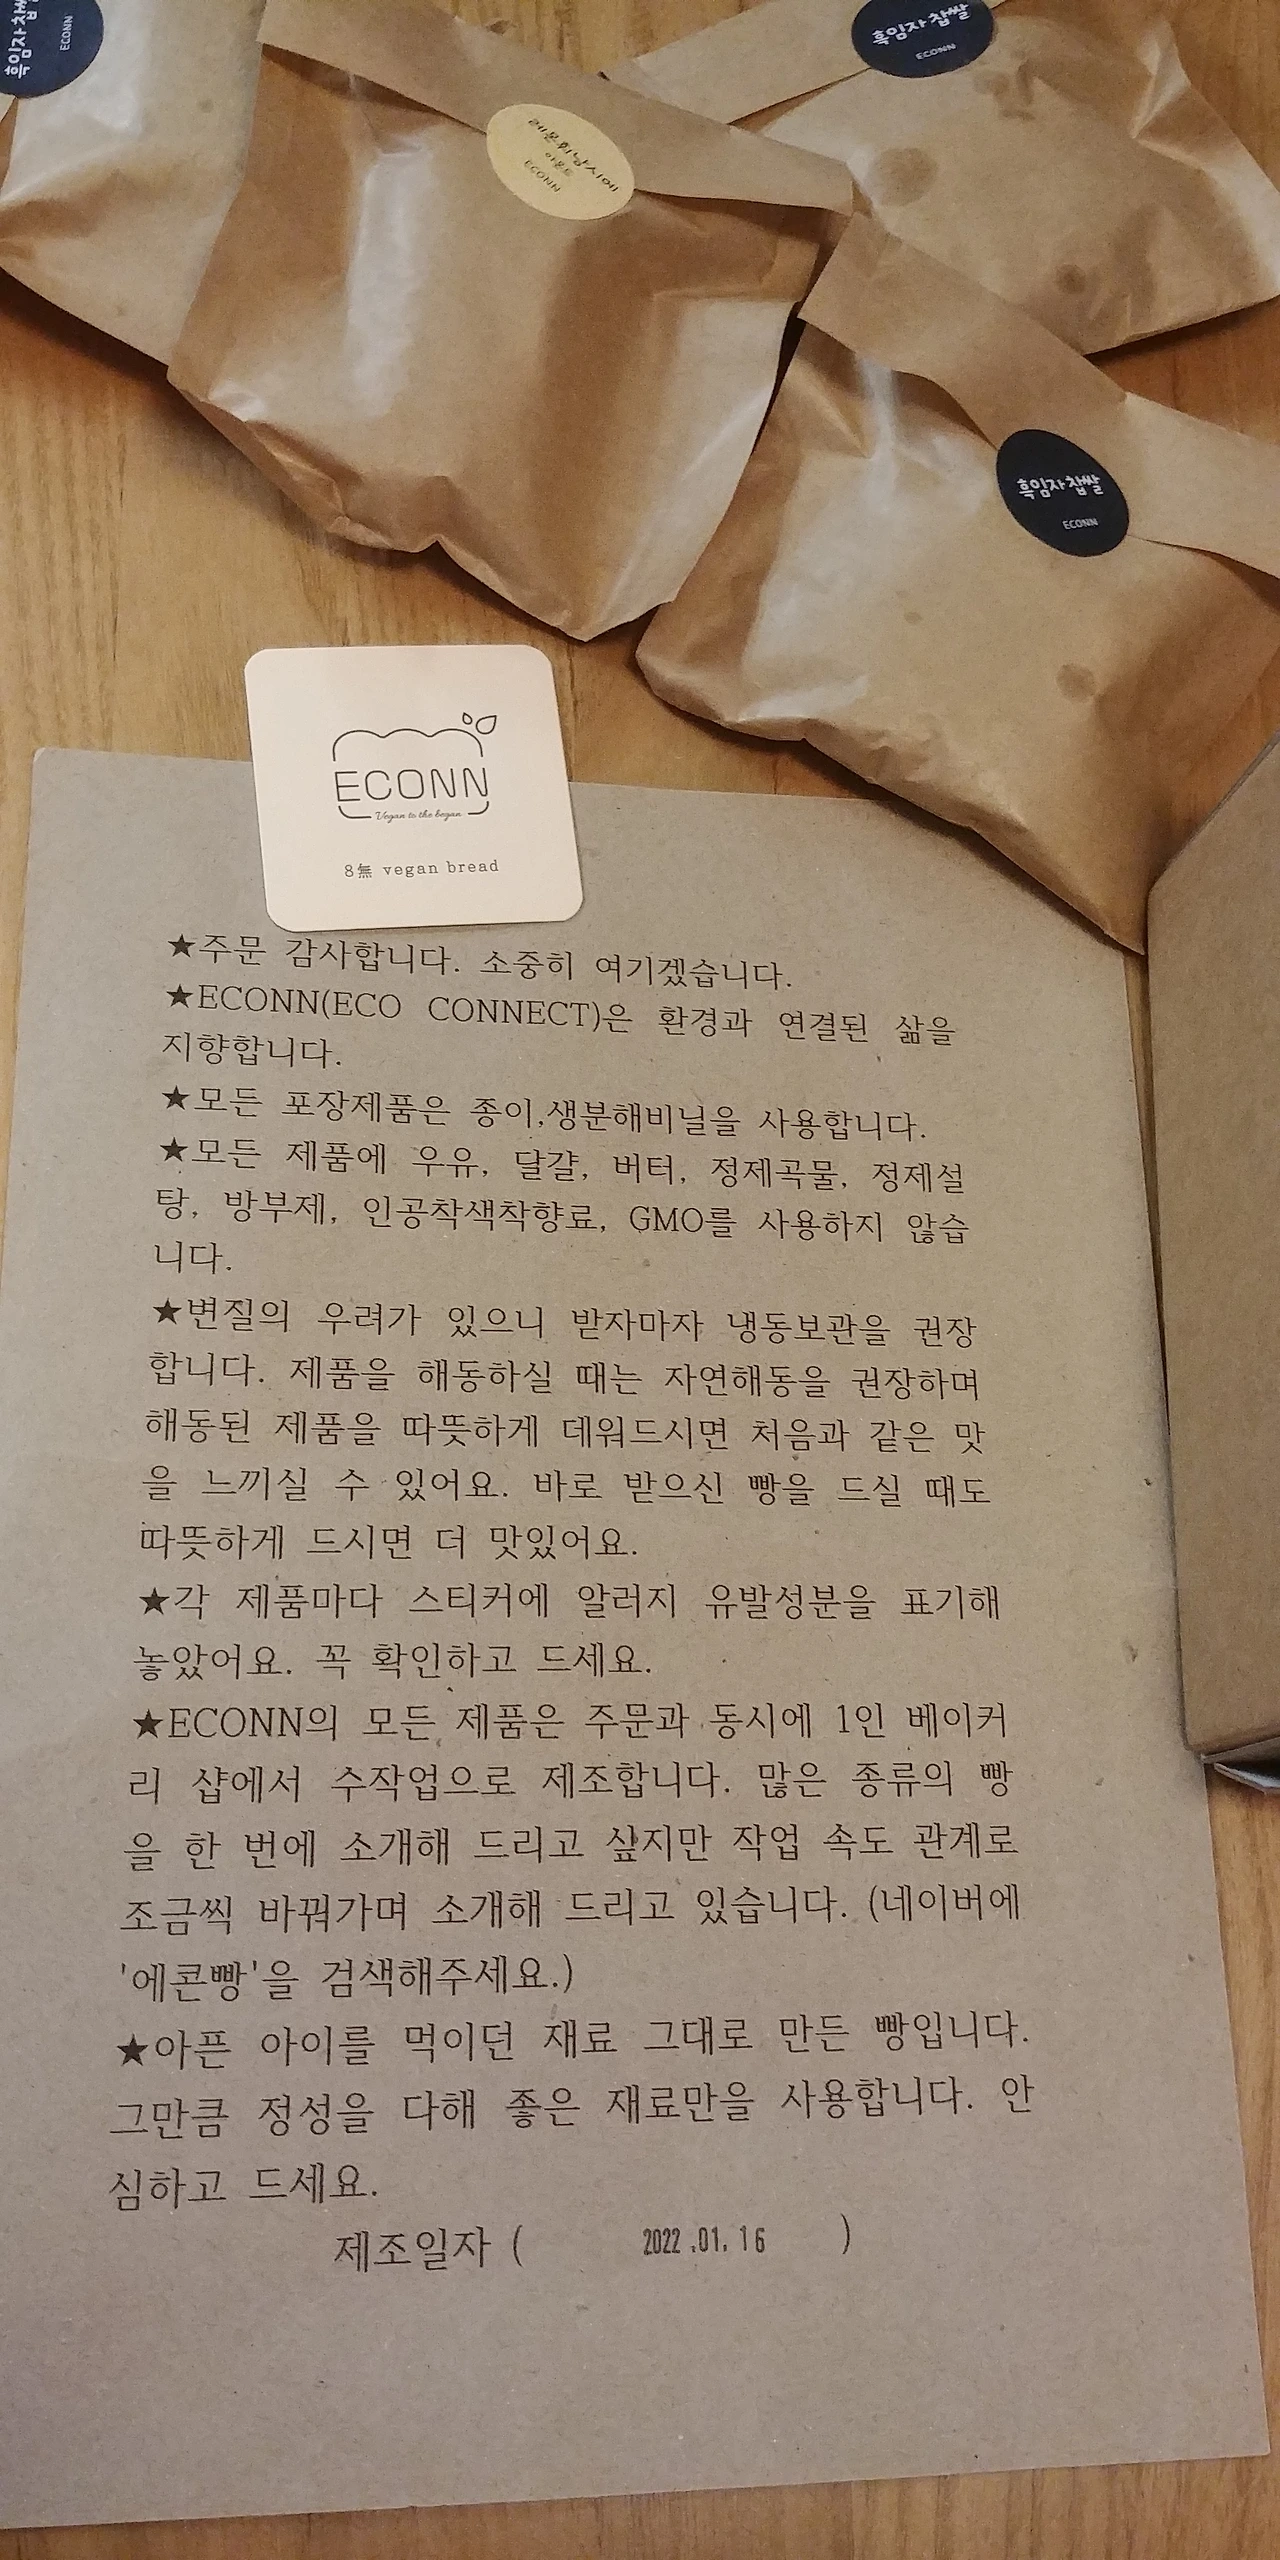 흑임자 찹쌀
ECONN
흑임자 찹쌀
ECONN
레몬휘낭시에
아몬드
ECONN
흑임자 찹쌀
ECONN
ECONN
Vegan to the began
8無 vegan bread
★주문 감사합니다. 소중히 여기겠습니다.
★ECONN(ECO CONNECT)은 환경과 연결된 삶을
지향합니다.
★모든 포장제품은 종이,생분해비닐을 사용합니다.
★모든 제품에 우유, 달걀, 버터, 정제곡물, 정제설
탕, 방부제, 인공착색착향료, GMO를 사용하지 않습
니다.
★변질의 우려가 있으니 받자마자 냉동보관을 권장
합니다. 제품을 해동하실 때는 자연해동을 권장하며
해동된 제품을 따뜻하게 데워드시면 처음과 같은 맛
을 느끼실 수 있어요. 바로 받으신 빵을 드실 때도
따뜻하게 드시면 더 맛있어요.
★각 제품마다 스티커에 알러지 유발성분을 표기해
놓았어요. 꼭 확인하고 드세요.
★ECONN의 모든 제품은 주문과 동시에 1인 베이커
리 샵에서 수작업으로 제조합니다. 많은 종류의 빵
을 한 번에 소개해 드리고 싶지만 작업 속도 관계로
조금씩 바꿔가며 소개해 드리고 있습니다. (네이버에
'에콘빵'을 검색해주세요.)
★아픈 아이를 먹이던 재료 그대로 만든 빵입니다.
그만큼 정성을 다해 좋은 재료만을 사용합니다. 안
심하고 드세요.
제조일자 ( 2022.01.16 )